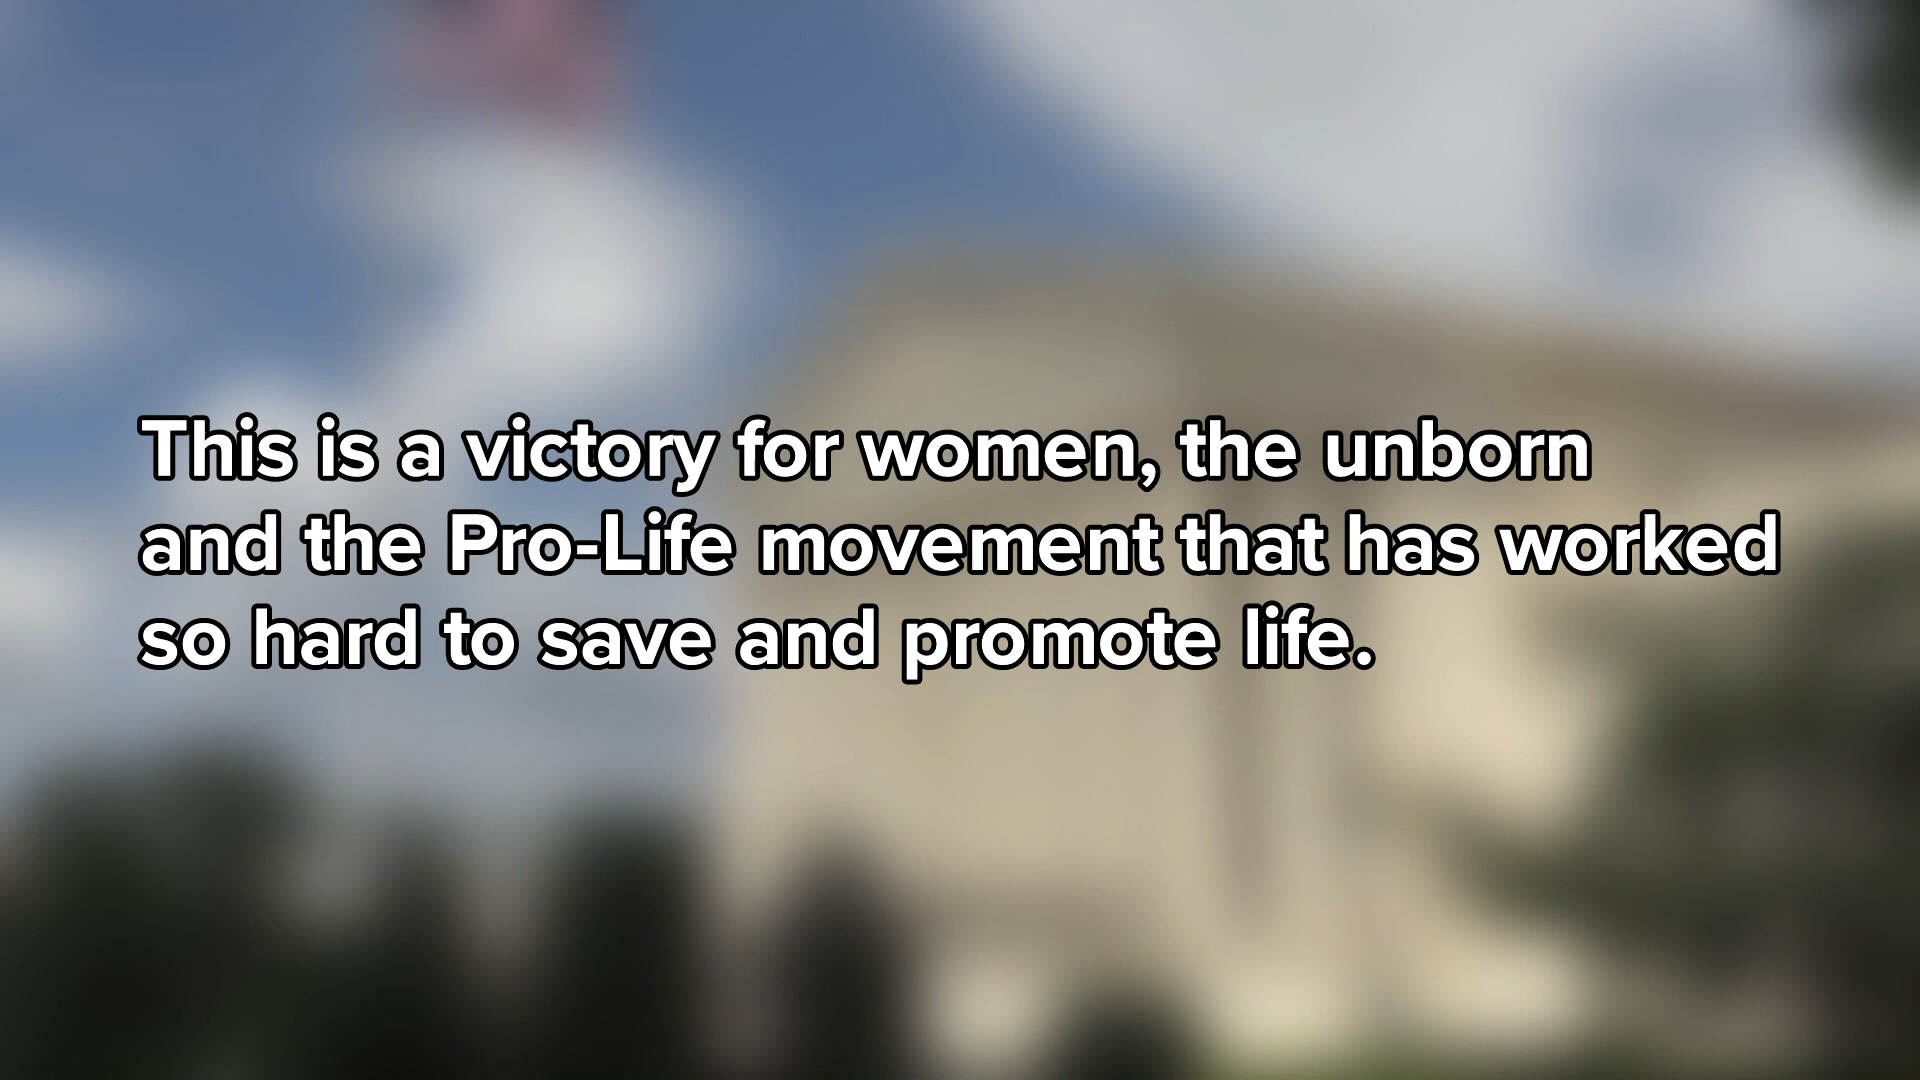 This is a victory for women, the unborn
and the Pro-Life movement that has worked
so hard to save and promote life.